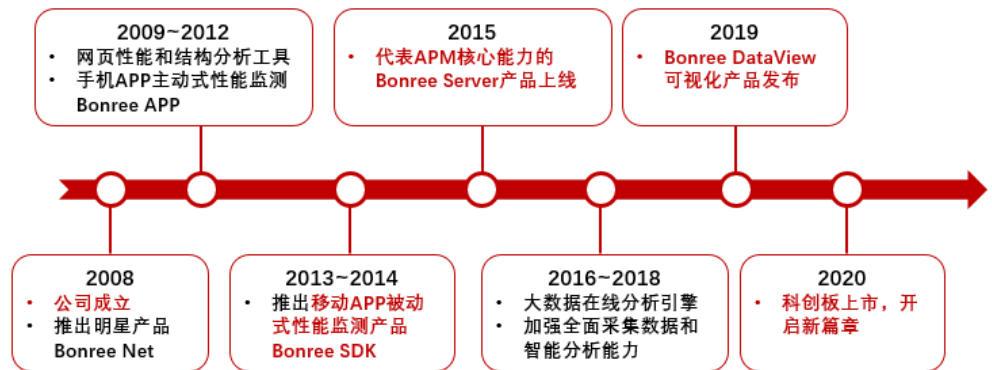 2009~2012
• 网页性能和结构分析工具
• 手机APP主动式性能监测
Bonree APP
2015
• 代表APM核心能力的
Bonree Server产品上线
2019
• Bonree DataView
可视化产品发布
2008
• 公司成立
• 推出明星产品
Bonree Net
2013~2014
• 推出移动APP被动
式性能监测产品
Bonree SDK
2016~2018
• 大数据在线分析引擎
• 加强全面采集数据和
智能分析能力
2020
• 科创板上市，开
启新篇章